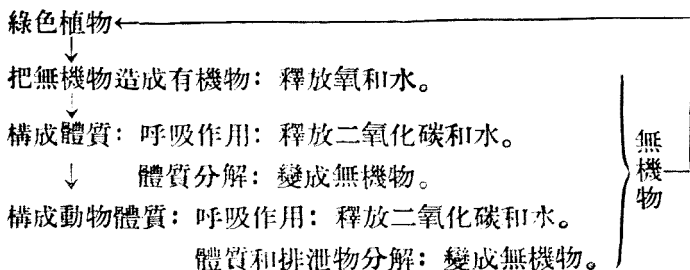 綠色植物
把無機物造成有機物：釋放氧和水。
構成體質：呼吸作用：釋放二氧化碳和水。
體質分解：變成無機物。
構成動物體質：呼吸作用：釋放二氧化碳和水。
體質和排泄物分解：變成無機物。
無機物